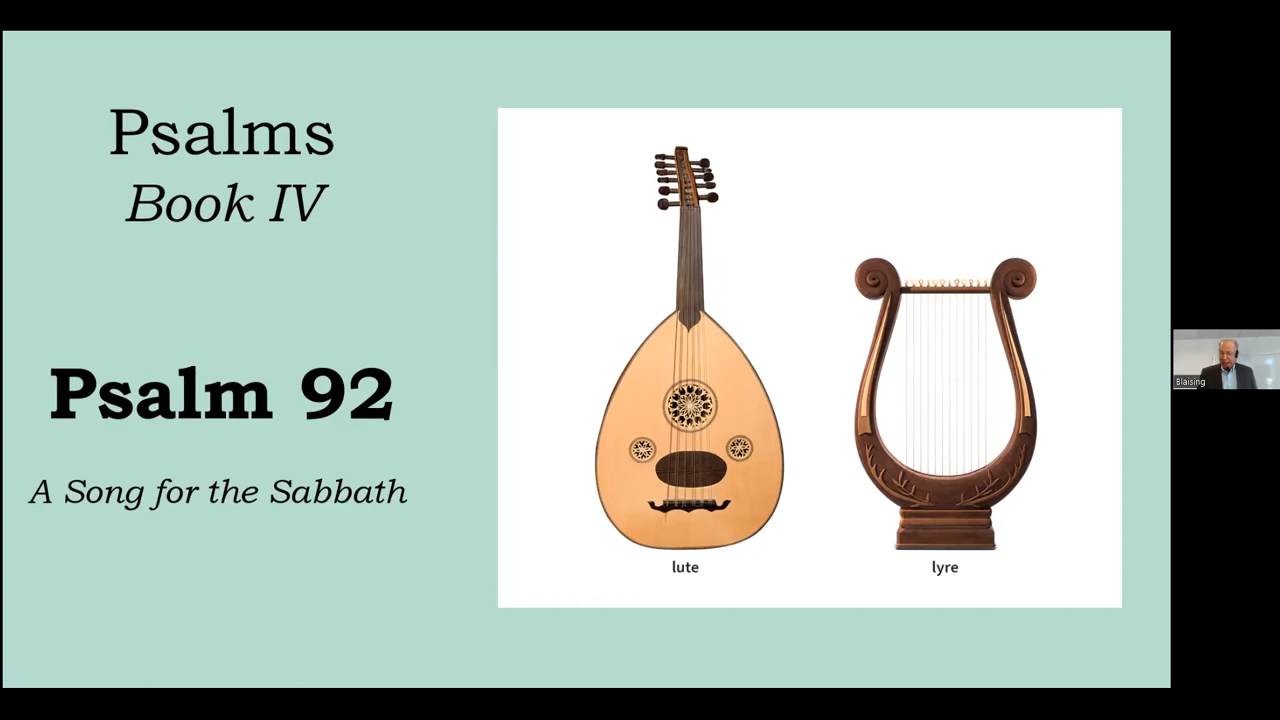 Psalms
Book IV
Psalm 92
A Song for the Sabbath
lute
lyre
Blaising